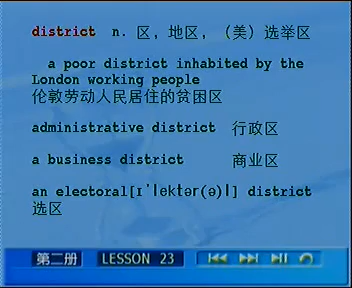 district n. 区，地区，（美）选举区
a poor district inhabited by the
London working people
伦敦劳动人民居住的贫困区
administrative district 行政区
a business district 商业区
an electoral[ɪˈlektər(ə)l] district
选区
第二册 LESSON 23